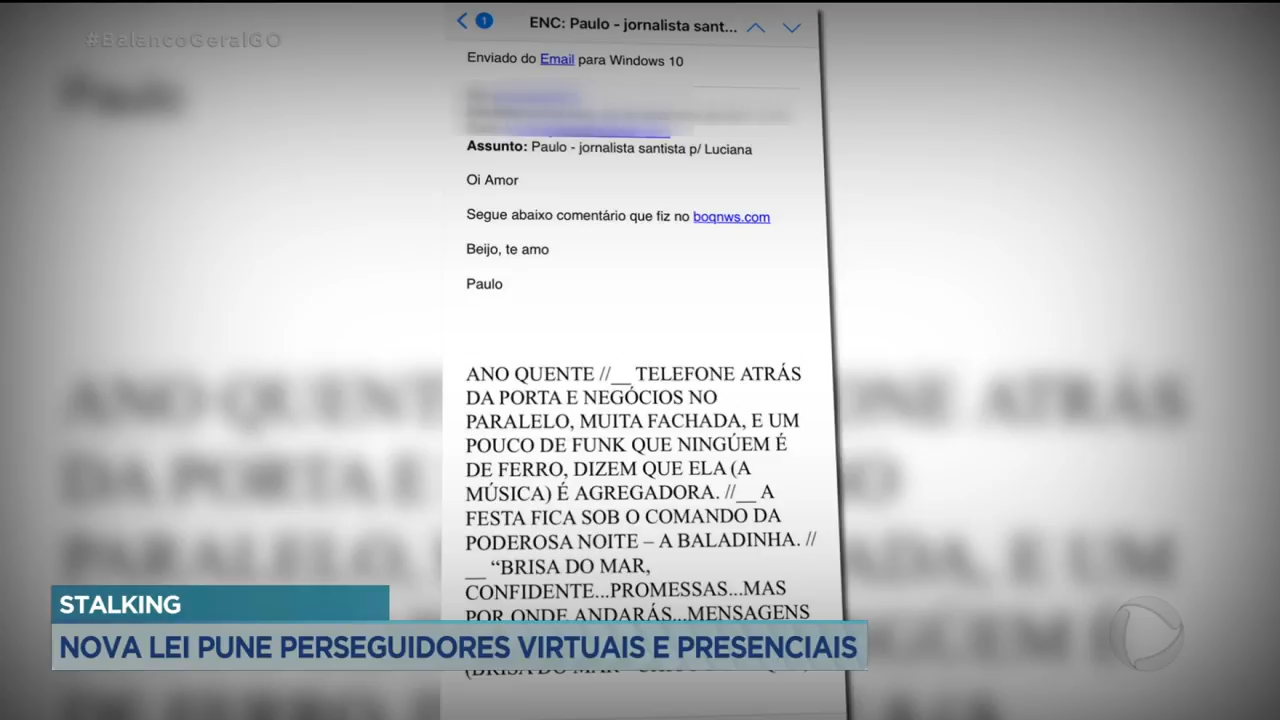 #BalancoGeralGO
1
ENC: Paulo - jornalista sant...
Enviado do Email para Windows 10
Assunto: Paulo - jornalista santista p/ Luciana
Oi Amor
Segue abaixo comentário que fiz no boqnws.com
Beijo, te amo
Paulo
ANO QUENTE //__ TELEFONE ATRÁS
DA PORTA E NEGÓCIOS NO
PARALELO, MUITA FACHADA, E UM
POUCO DE FUNK QUE NINGÚEM É
DE FERRO, DIZEM QUE ELA (A
MÚSICA) É AGREGADORA. //__ A
FESTA FICA SOB O COMANDO DA
PODEROSA NOITE – A BALADINHA. //
__ “BRISA DO MAR,
CONFIDENTE...PROMESSAS...MAS
POR ONDE ANDARÁS...MENSAGENS
(BRISA DO MAR
STALKING
NOVA LEI PUNE PERSEGUIDORES VIRTUAIS E PRESENCIAIS